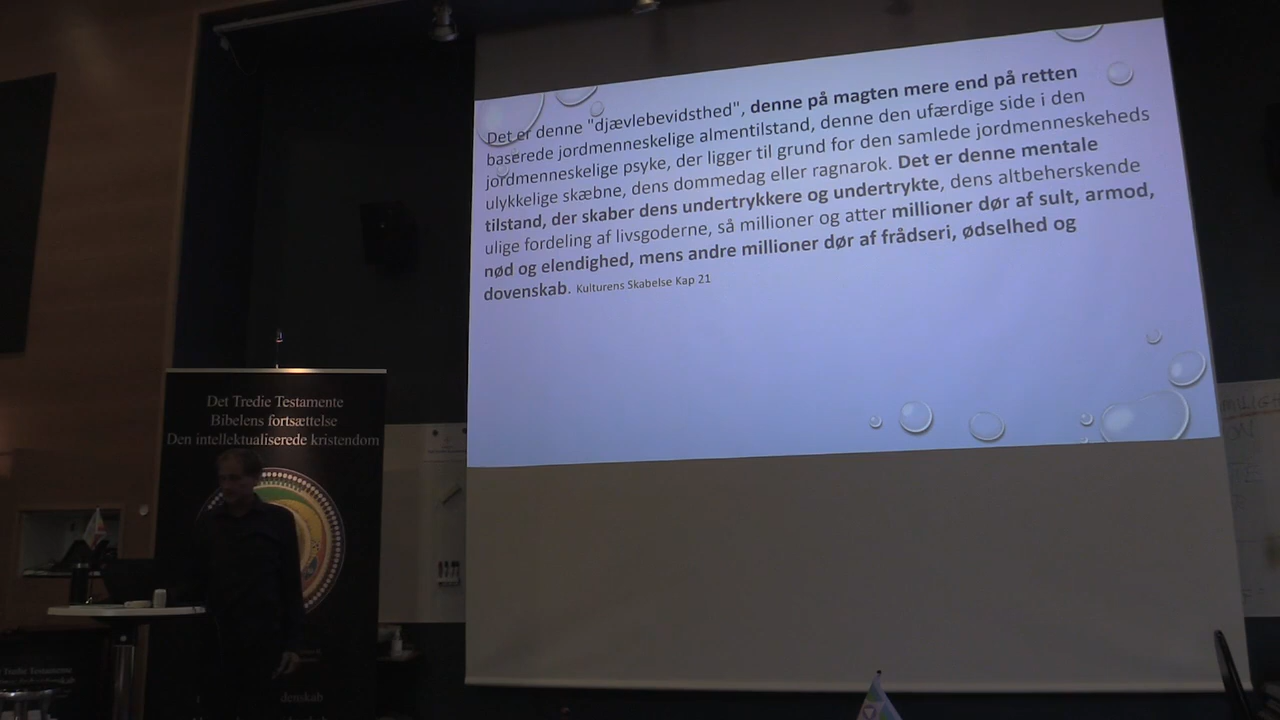 Det er denne "djævlebevidsthed", denne på magten mere end på retten
baserede jordmenneskelige almentilstand, denne den ufærdige side i den
jordmenneskelige psyke, der ligger til grund for den samlede jordmenneskeheds
ulykkelige skæbne, dens dommedag eller ragnarok. Det er denne mentale
tilstand, der skaber dens undertrykkere og undertrykte, dens altbeherskende
ulige fordeling af livsgoderne, så millioner og atter millioner dør af sult, armod,
nød og elendighed, mens andre millioner dør af frådseri, ødselhed og
dovenskab. Kulturens Skabelse Kap 21
Det Tredie Testamente
Bibelens fortsættelse
Den intellektualiserede kristendom
Tredie Testamente